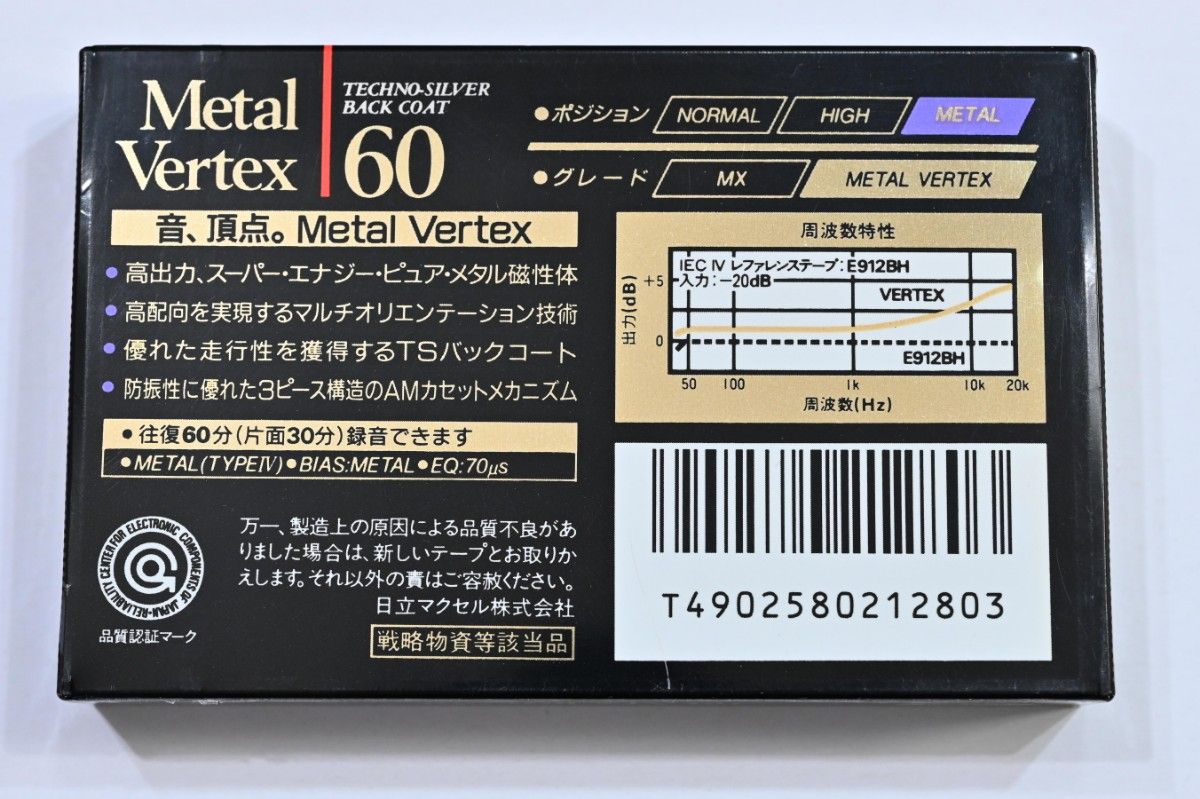 Metal
Vertex
TECHNO-SILVER
BACK COAT
60
●ポジション NORMAL HIGH METAL
●グレード MX METAL VERTEX
音、頂点。Metal Vertex
●高出力、スーパー・エナジー・ピュア・メタル磁性体
●高配向を実現するマルチオリエンテーション技術
●優れた走行性を獲得するTSバックコート
●防振性に優れた3ピース構造のAMカセットメカニズム
●往復60分(片面30分)録音できます
●METAL(TYPEⅣ)●BIAS:METAL●EQ:70μs
周波数特性
IEC Ⅳ レファレンステープ:E912BH
入力:−20dB
VERTEX
E912BH
出力(dB)
+5
0
50 100 1k 10k 20k
周波数(Hz)
RELIABILITY CENTER FOR ELECTRONIC COMPONENTS OF JAPAN
品質認証マーク
万一、製造上の原因による品質不良があ
りました場合は、新しいテープとお取りか
えします。それ以外の責はご容赦ください。
日立マクセル株式会社
戦略物資等該当品
T4902580212803